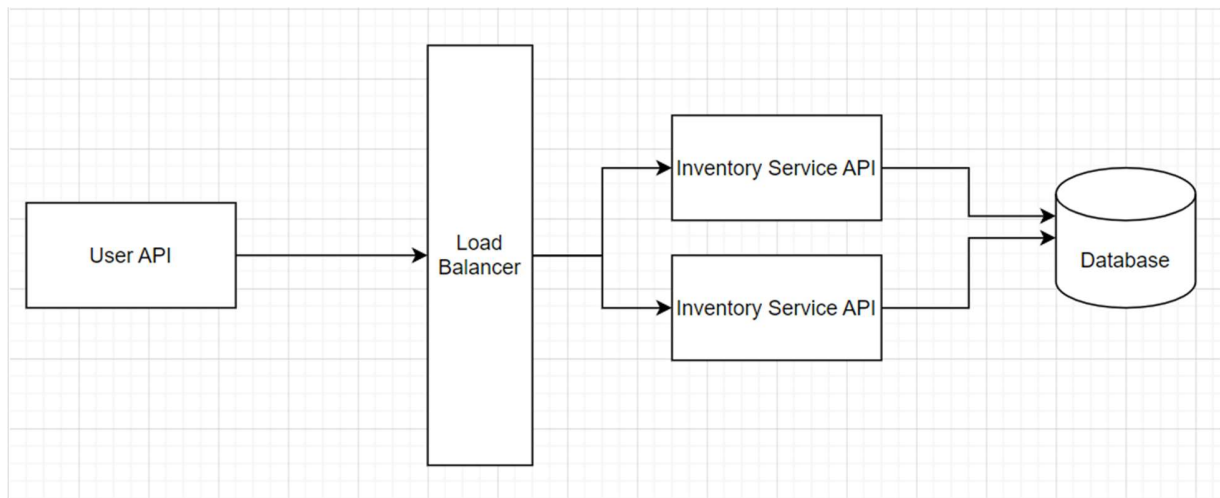 User API
Load
Balancer
Inventory Service API
Inventory Service API
Database